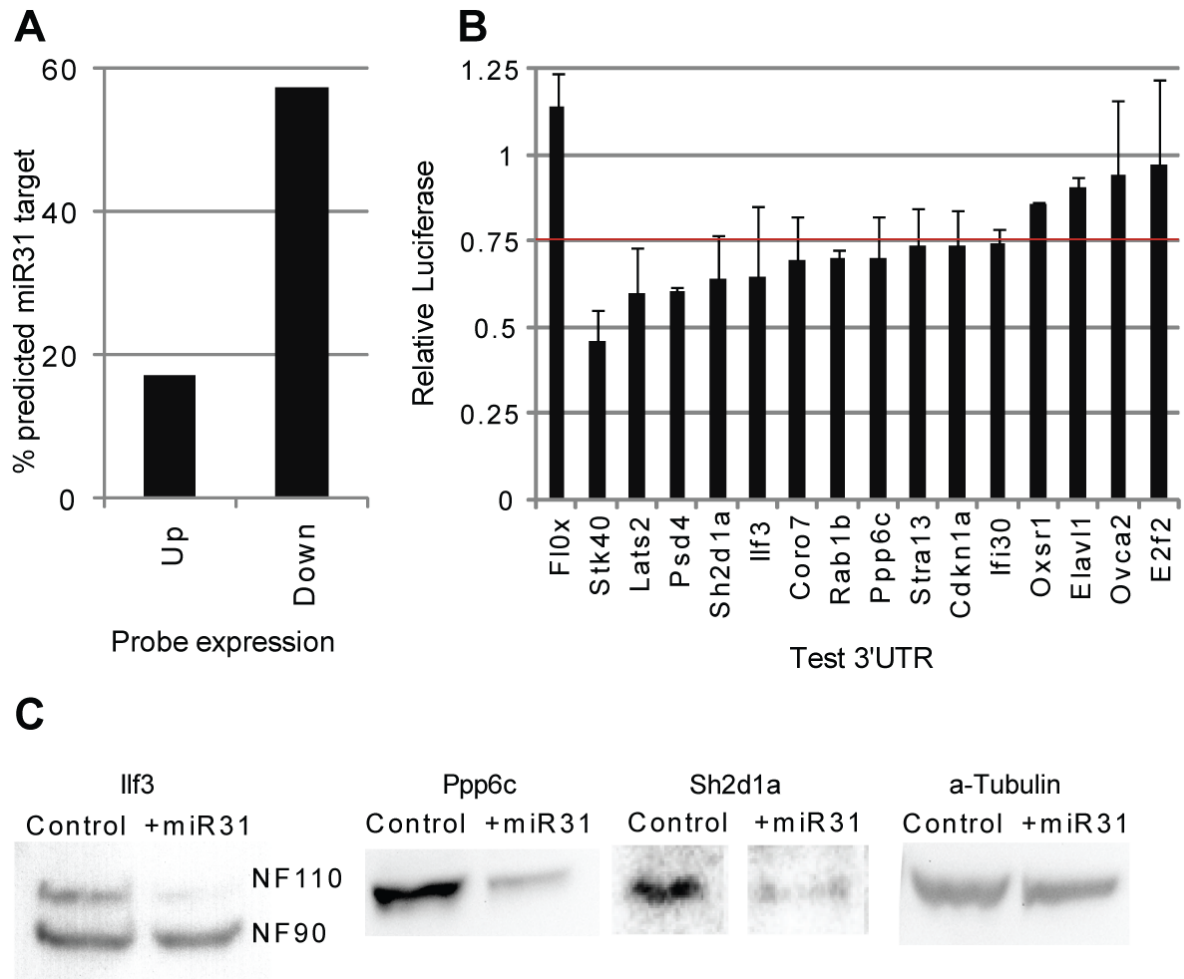 A
60
40
20
0
% predicted miR31 target
Up
Down
Probe expression
B
1.25
1
0.75
0.5
0.25
0
Relative Luciferase
Fl0x
Stk40
Lats2
Psd4
Sh2d1a
Ilf3
Coro7
Rab1b
Ppp6c
Stra13
Cdkn1a
Ifi30
Oxsr1
Elavl1
Ovca2
E2f2
Test 3'UTR
C
Ilf3
Control +miR31
NF110
NF90
Ppp6c
Control +miR31
Sh2d1a
Control +miR31
a-Tubulin
Control +miR31